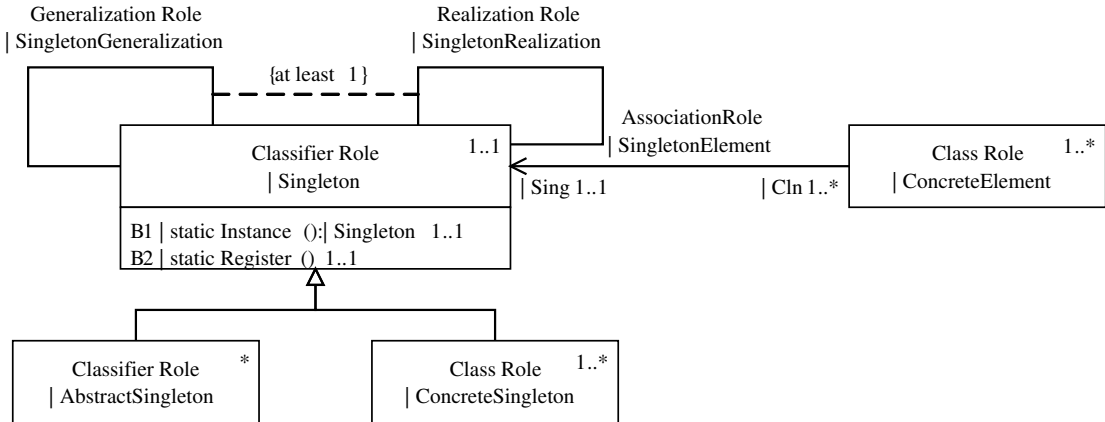 Generalization Role
| SingletonGeneralization
Realization Role
| SingletonRealization
{at least 1}
AssociationRole
| SingletonElement
Classifier Role 1..1
| Singleton
| Sing 1..1
| Cln 1..*
Class Role 1..*
| ConcreteElement
B1 | static Instance ():| Singleton 1..1
B2 | static Register () 1..1
Classifier Role *
| AbstractSingleton
Class Role 1..*
| ConcreteSingleton